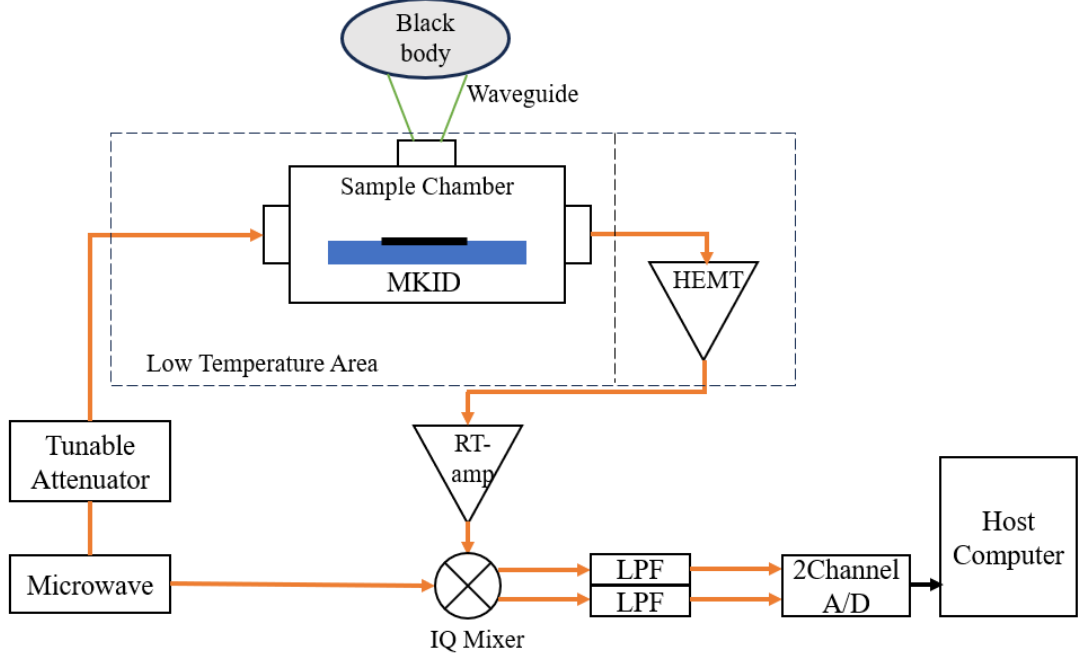 Black
body
Waveguide
Sample Chamber
MKID
HEMT
Low Temperature Area
Tunable
Attenuator
RT-
amp
Host
Computer
Microwave
LPF
LPF
2Channel
A/D
IQ Mixer